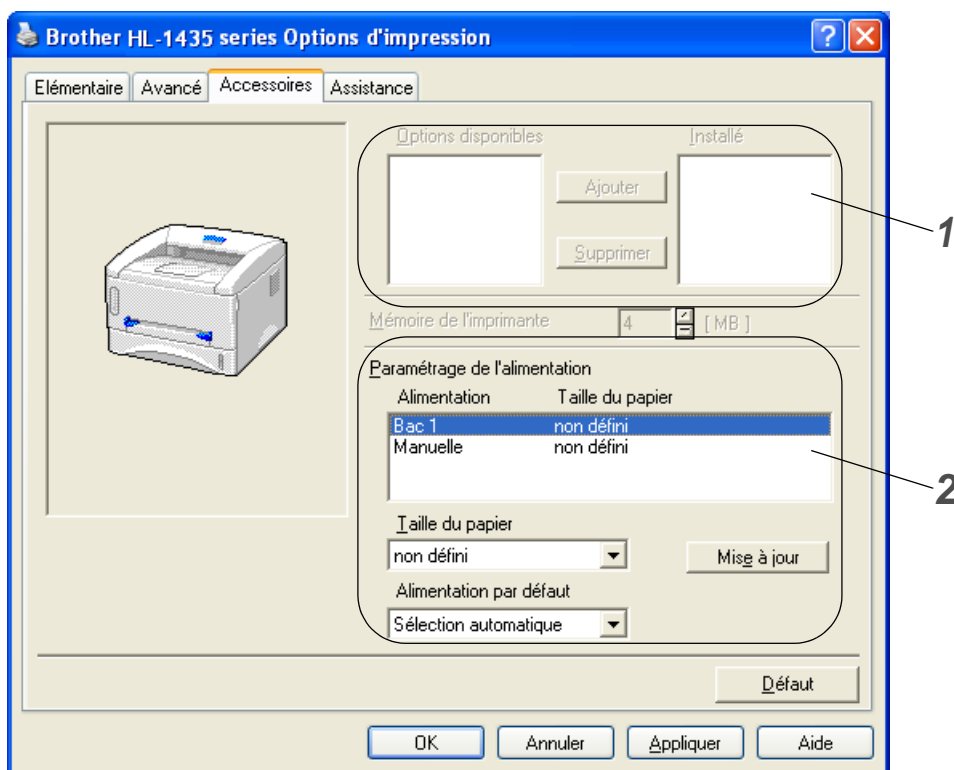 Brother HL-1435 series Options d'impression
Elémentaire Avancé Accessoires Assistance
Options disponibles Installé
Ajouter
Supprimer
1
Mémoire de l'imprimante 4 [ MB ]
Paramétrage de l'alimentation
Alimentation Taille du papier
Bac 1 non défini
Manuelle non défini
2
Taille du papier
non défini Mise à jour
Alimentation par défaut
Sélection automatique
Défaut
OK Annuler Appliquer Aide